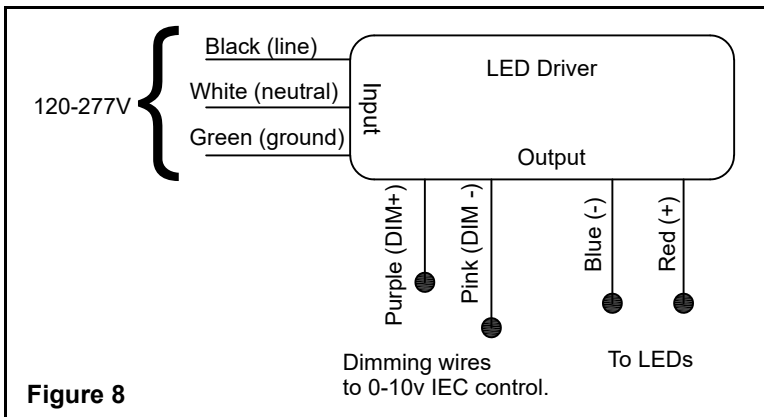 Black (line)
LED Driver
White (neutral)
120-277V
Input
Green (ground)
Output
Purple (DIM+)
Pink (DIM -)
Blue (-)
Red (+)
Dimming wires
to 0-10v IEC control.
To LEDs
Figure 8